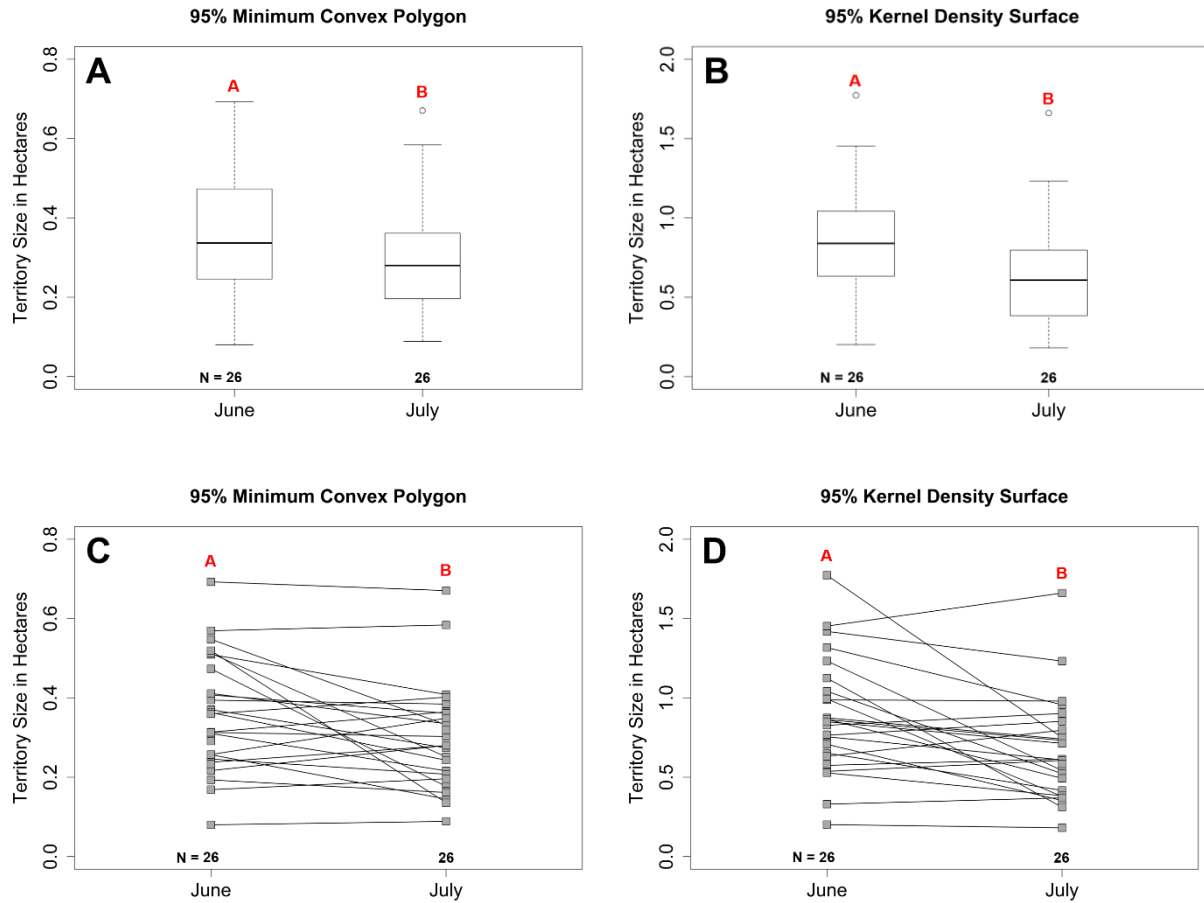 95% Minimum Convex Polygon
A
A
B
Territory Size in Hectares
0.8
0.6
0.4
0.2
0.0
N = 26
26
June
July
95% Kernel Density Surface
B
A
B
Territory Size in Hectares
2.0
1.5
1.0
0.5
0.0
N = 26
26
June
July
95% Minimum Convex Polygon
C
A
B
Territory Size in Hectares
0.8
0.6
0.4
0.2
0.0
N = 26
26
June
July
95% Kernel Density Surface
D
A
B
Territory Size in Hectares
2.0
1.5
1.0
0.5
0.0
N = 26
26
June
July